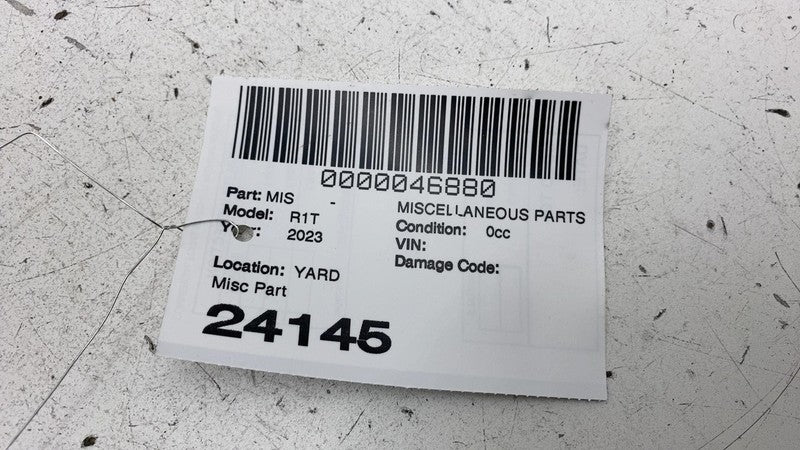 0000046880
Part: MIS - MISCELLANEOUS PARTS
Model: R1T Condition: 0cc
2023 VIN:
Location: YARD Damage Code:
Misc Part
24145